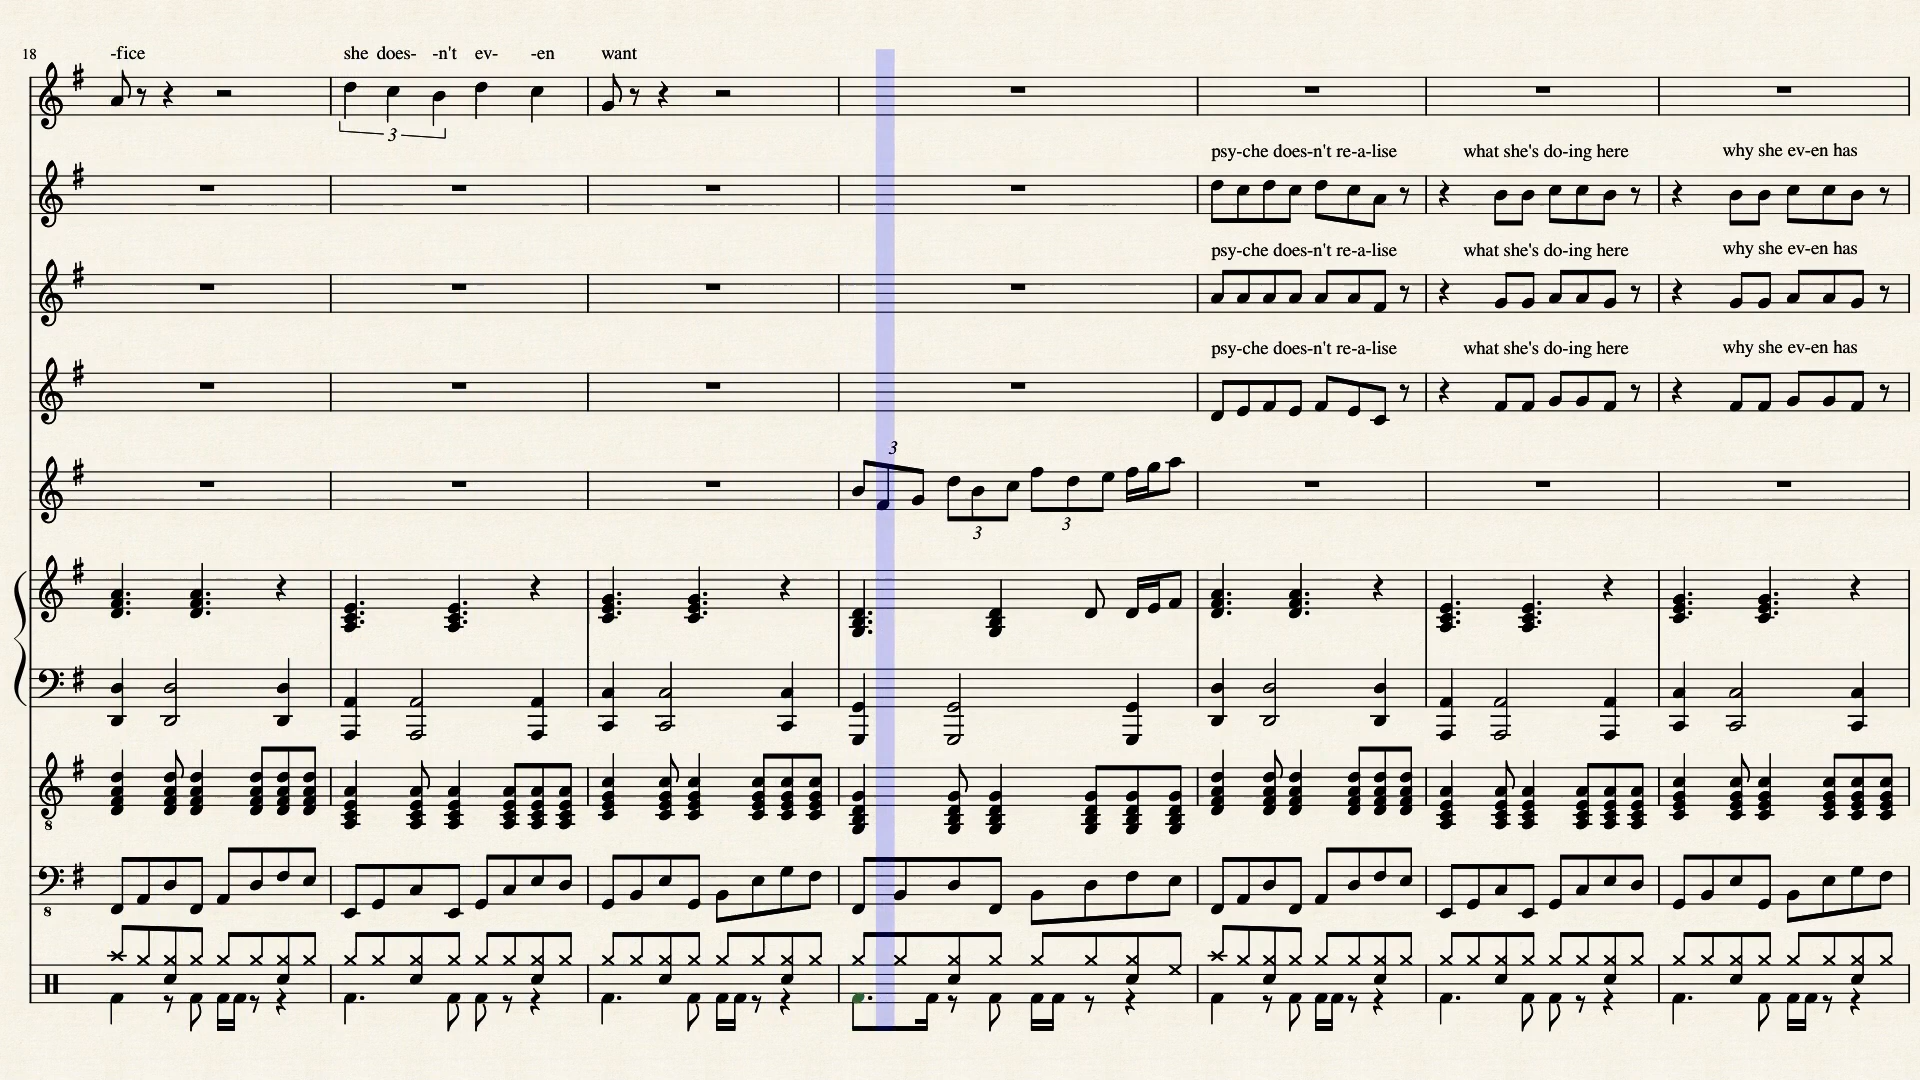 18 -fice she does- -n't ev- -en want
3
psy-che does-n't re-a-lise what she's do-ing here why she ev-en has
psy-che does-n't re-a-lise what she's do-ing here why she ev-en has
psy-che does-n't re-a-lise what she's do-ing here why she ev-en has
3
3
3
8
8